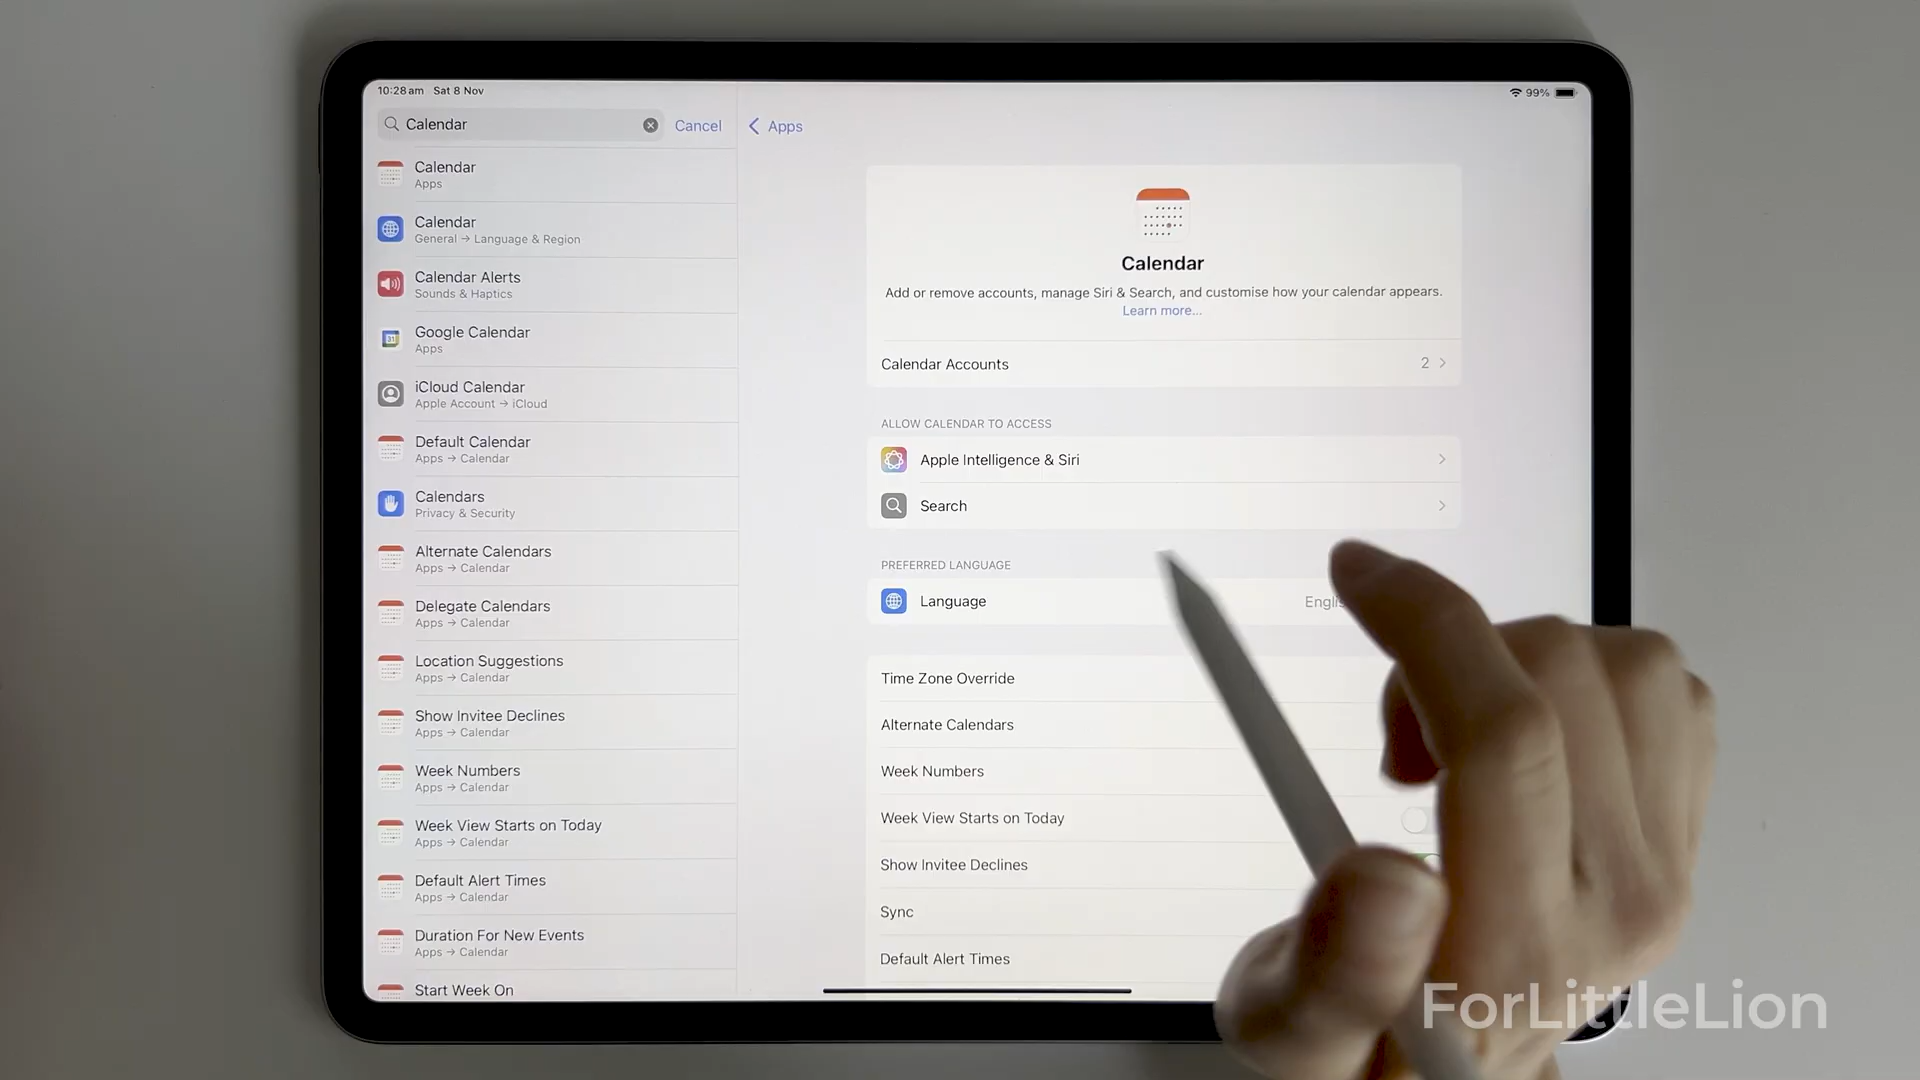 10:28 am Sat 8 Nov
99%
Calendar
Cancel
Apps
Calendar
Apps
Calendar
General → Language & Region
Calendar Alerts
Sounds & Haptics
Google Calendar
Apps
iCloud Calendar
Apple Account → iCloud
Default Calendar
Apps → Calendar
Calendars
Privacy & Security
Alternate Calendars
Apps → Calendar
Delegate Calendars
Apps → Calendar
Location Suggestions
Apps → Calendar
Show Invitee Declines
Apps → Calendar
Week Numbers
Apps → Calendar
Week View Starts on Today
Apps → Calendar
Default Alert Times
Apps → Calendar
Duration For New Events
Apps → Calendar
Start Week On
Calendar
Add or remove accounts, manage Siri & Search, and customise how your calendar appears.
Learn more...
Calendar Accounts 2
ALLOW CALENDAR TO ACCESS
Apple Intelligence & Siri
Search
PREFERRED LANGUAGE
Language
Time Zone Override
Alternate Calendars
Week Numbers
Week View Starts on Today
Show Invitee Declines
Sync
Default Alert Times
ForLittleLion